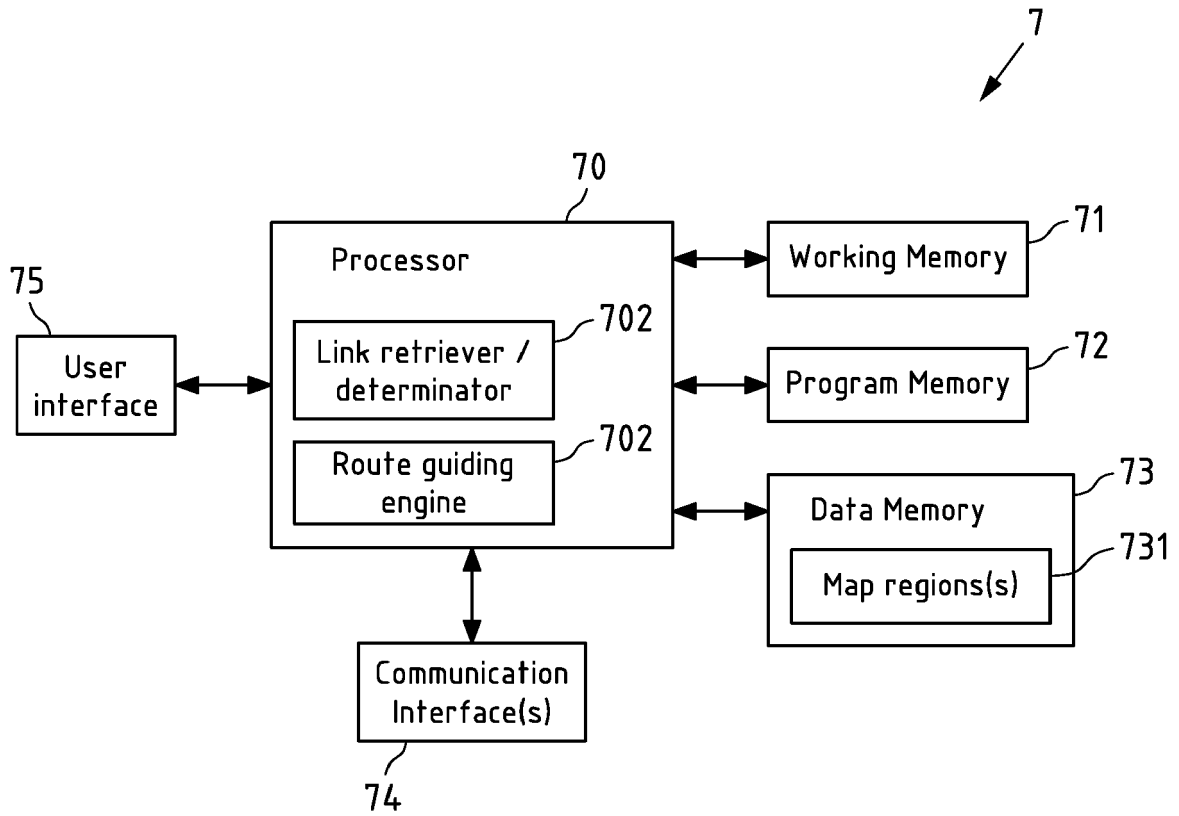 7
70
Processor
71
Working Memory
75
User
interface
702
Link retriever /
determinator
72
Program Memory
702
Route guiding
engine
73
Data Memory
731
Map regions(s)
Communication
Interface(s)
74